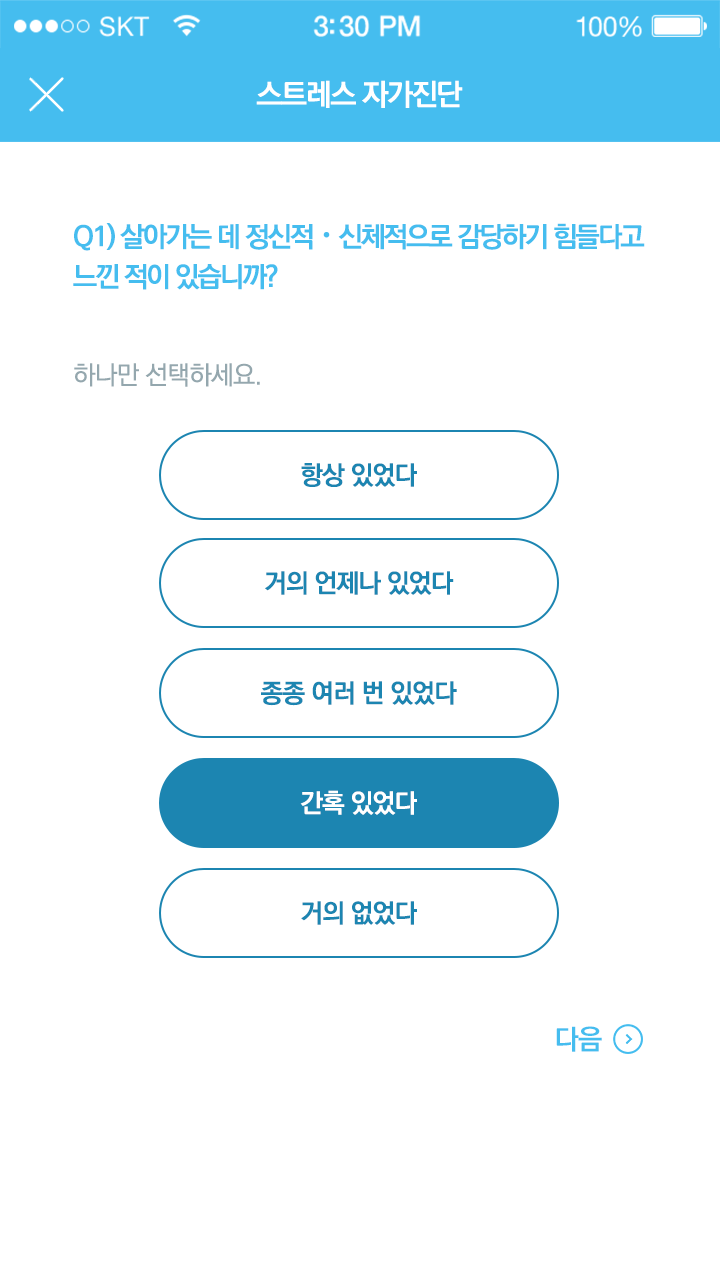 SKT 3:30 PM 100%
스트레스 자가진단
Q1) 살아가는 데 정신적・신체적으로 감당하기 힘들다고
느낀 적이 있습니까?
하나만 선택하세요.
항상 있었다
거의 언제나 있었다
종종 여러 번 있었다
간혹 있었다
거의 없었다
다음